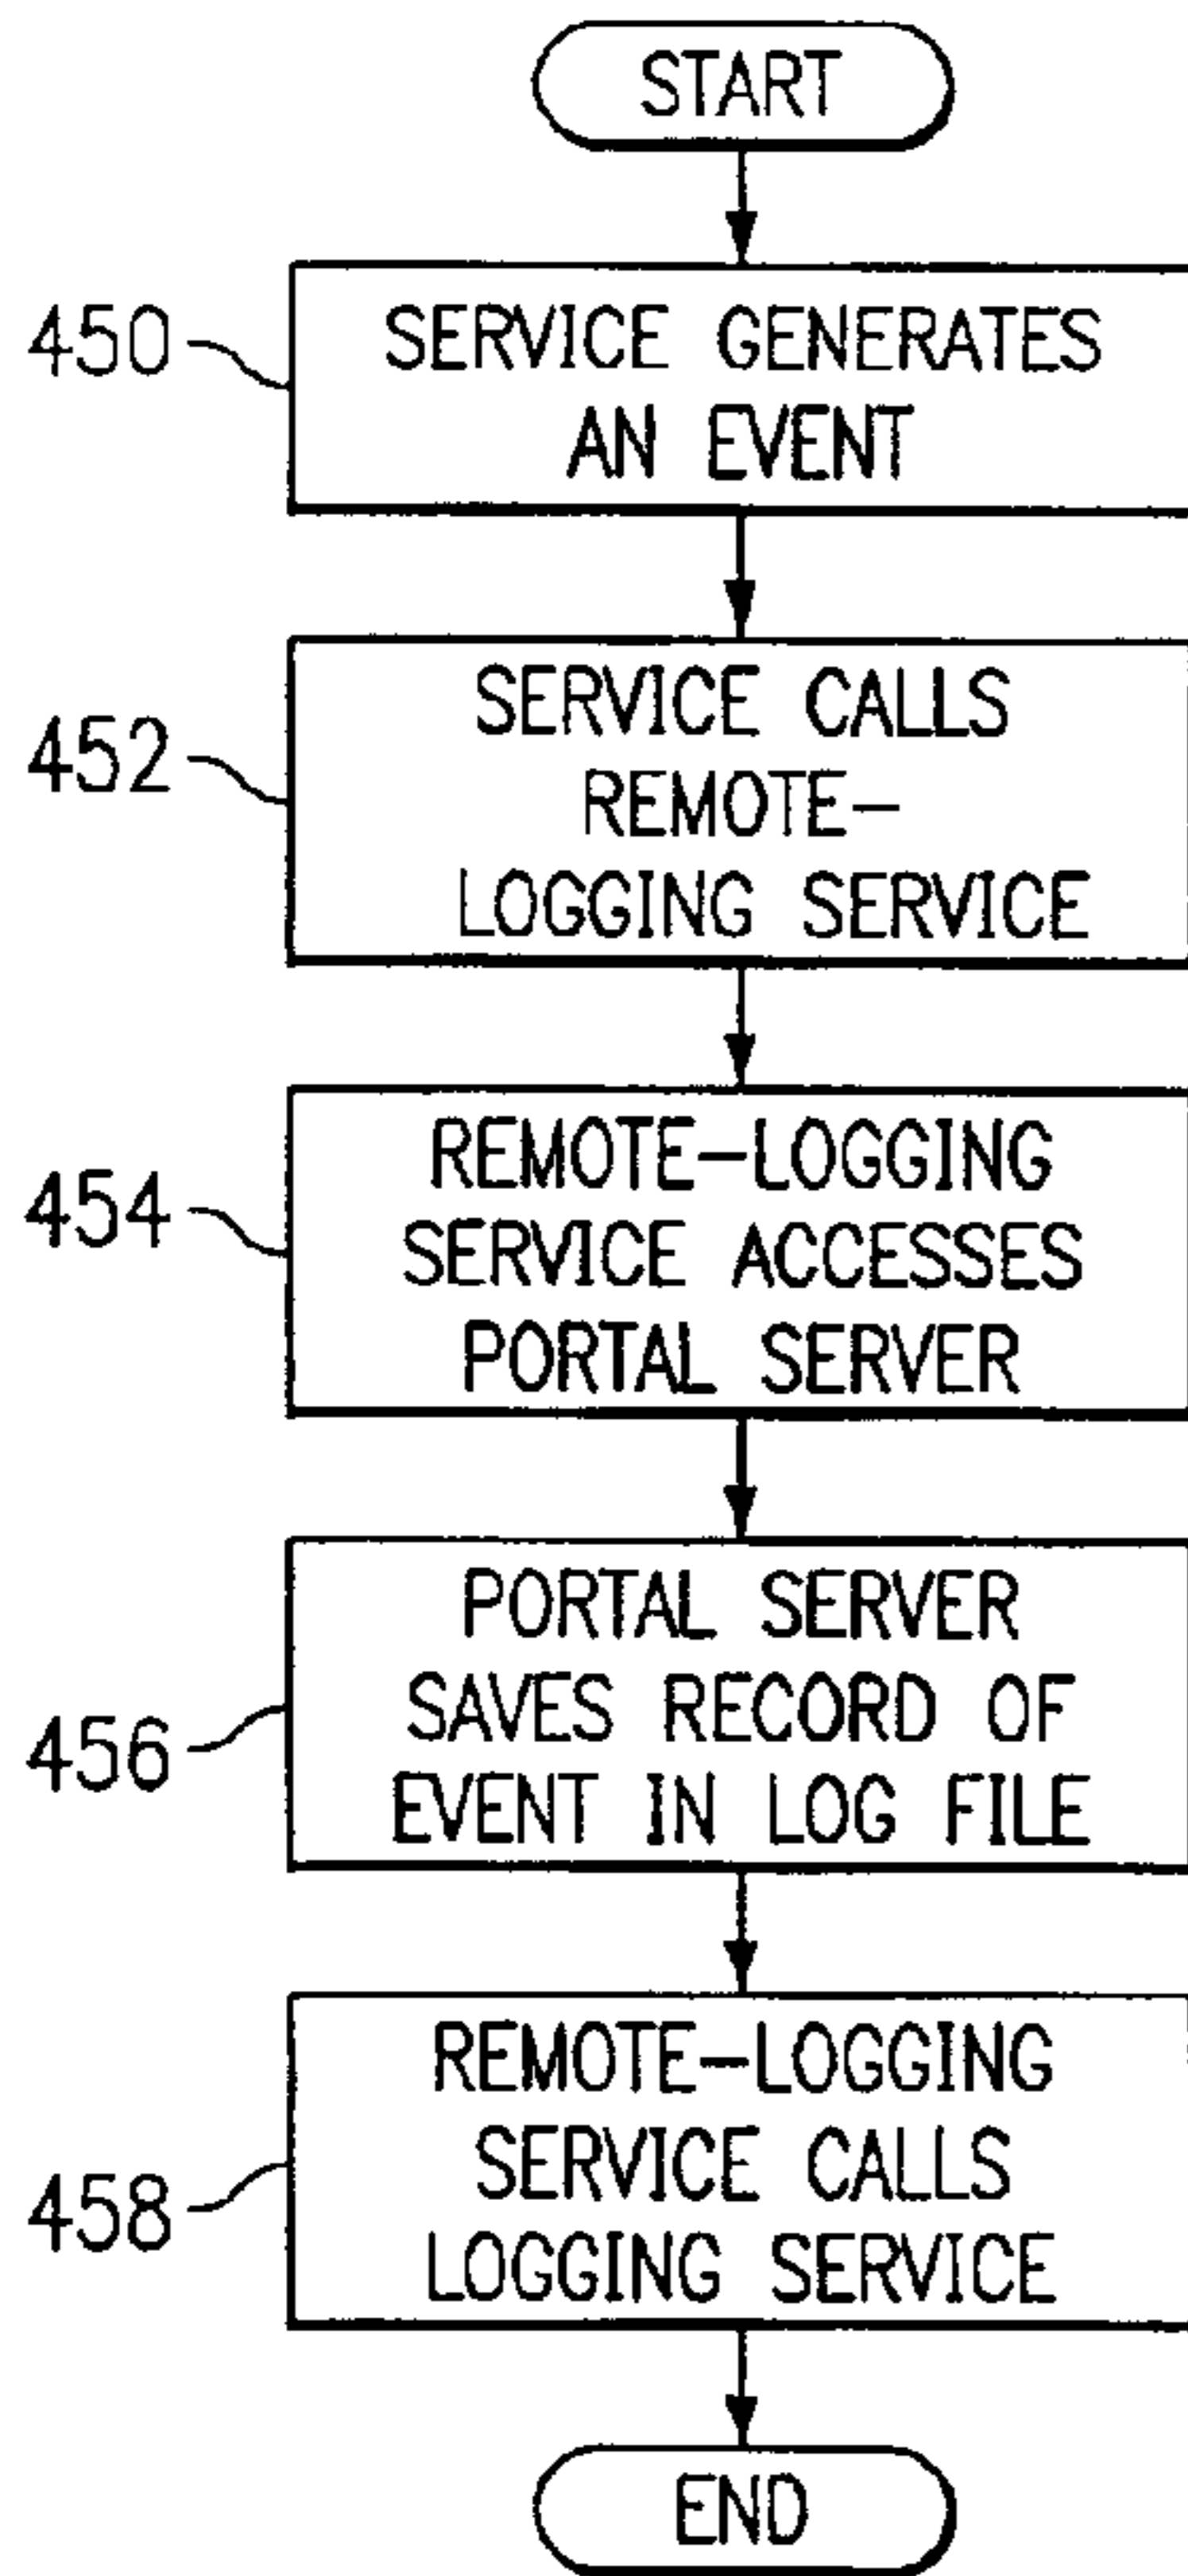 START
450
SERVICE GENERATES
AN EVENT
452
SERVICE CALLS
REMOTE-
LOGGING SERVICE
454
REMOTE-LOGGING
SERVICE ACCESSES
PORTAL SERVER
456
PORTAL SERVER
SAVES RECORD OF
EVENT IN LOG FILE
458
REMOTE-LOGGING
SERVICE CALLS
LOGGING SERVICE
END